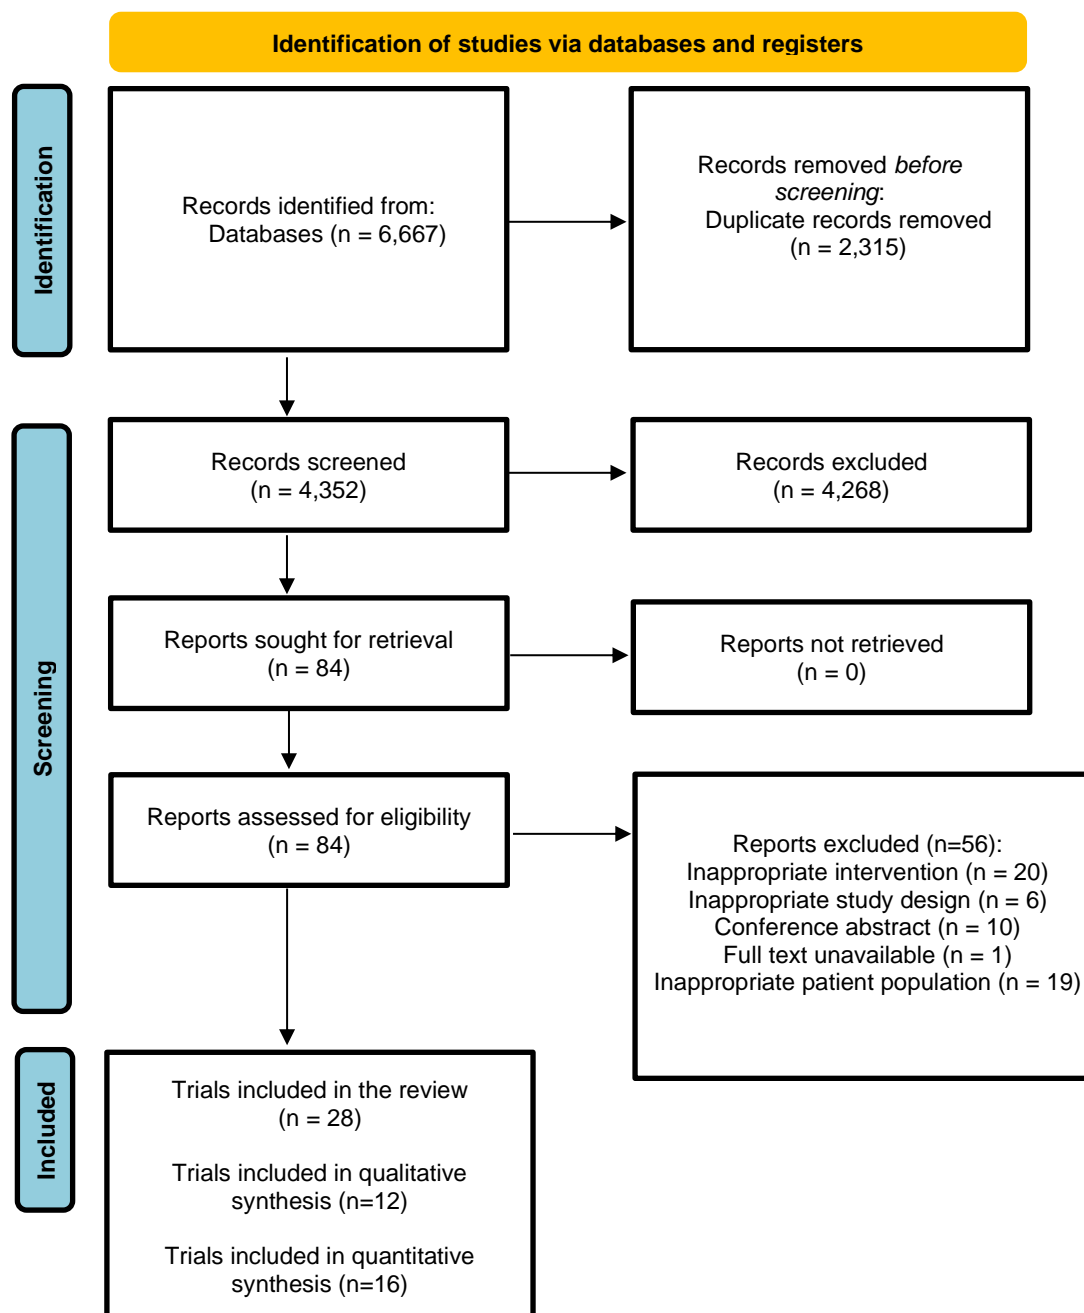 Identification of studies via databases and registers
Identification
Records identified from:
Databases (n = 6,667)
Records removed before
screening:
Duplicate records removed
(n = 2,315)
Screening
Records screened
(n = 4,352)
Records excluded
(n = 4,268)
Reports sought for retrieval
(n = 84)
Reports not retrieved
(n = 0)
Reports assessed for eligibility
(n = 84)
Reports excluded (n=56):
Inappropriate intervention (n = 20)
Inappropriate study design (n = 6)
Conference abstract (n = 10)
Full text unavailable (n = 1)
Inappropriate patient population (n = 19)
Included
Trials included in the review
(n = 28)
Trials included in qualitative
synthesis (n=12)
Trials included in quantitative
synthesis (n=16)